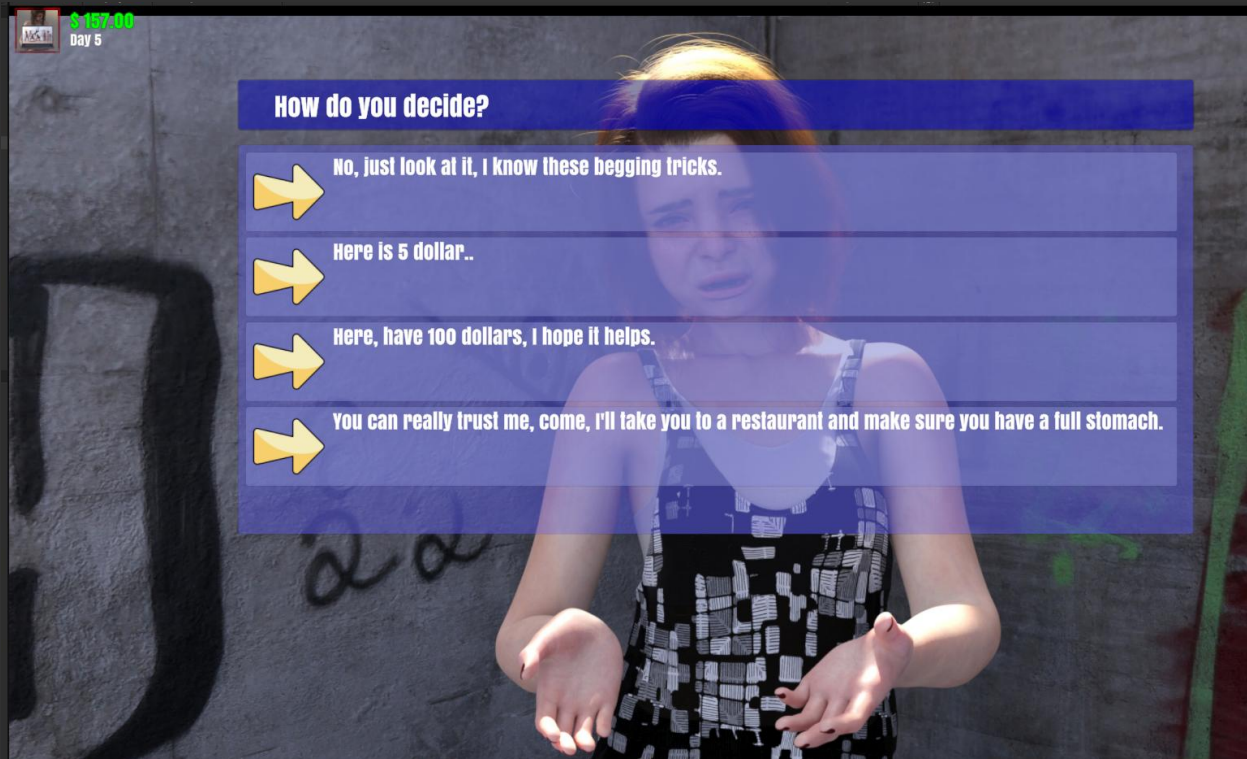 $ 157.00
Day 5
How do you decide?
No, just look at it, I know these begging tricks.
Here is 5 dollar..
Here, have 100 dollars, I hope it helps.
You can really trust me, come, I'll take you to a restaurant and make sure you have a full stomach.